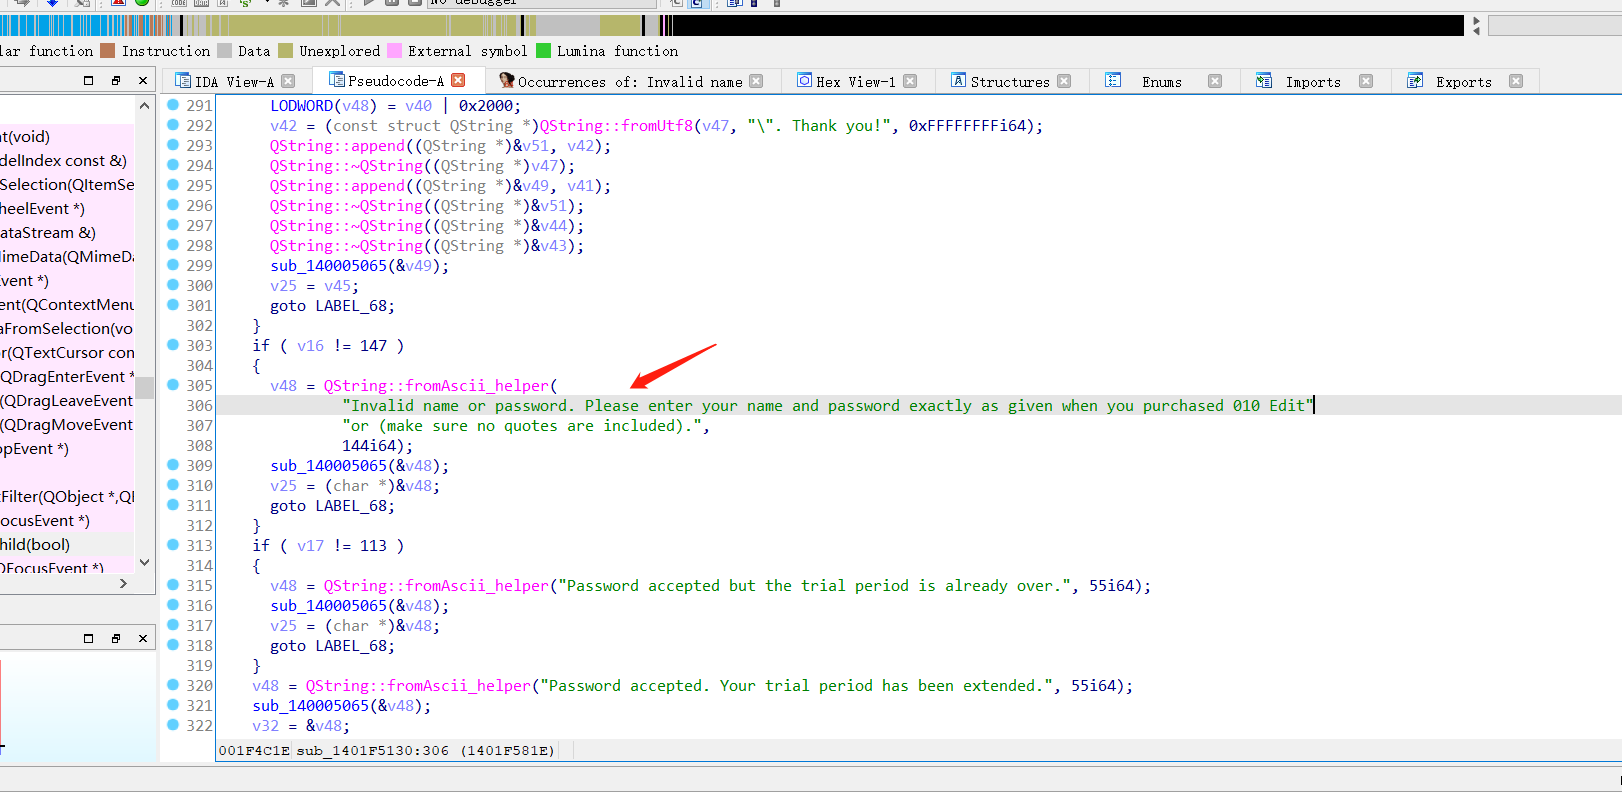 No debugger
lar function Instruction Data Unexplored External symbol Lumina function
IDA View-A Pseudocode-A Occurrences of: Invalid name Hex View-1 Structures Enums Imports Exports
nt(void)
delIndex const &)
Selection(QItemSe
heelEvent *)
ataStream &)
MimeData(QMimeDa
Event *)
ent(QContextMenu
aFromSelection(vo
or(QTextCursor con
QDragEnterEvent *
(QDragLeaveEvent
(QDragMoveEvent
opEvent *)
tFilter(QObject *,QE
ocusEvent *)
hild(bool)
QFocusEvent *)
291 LODWORD(v48) = v40 | 0x2000;
292 v42 = (const struct QString *)QString::fromUtf8(v47, "\". Thank you!", 0xFFFFFFFFi64);
293 QString::append((QString *)&v51, v42);
294 QString::~QString((QString *)v47);
295 QString::append((QString *)&v49, v41);
296 QString::~QString((QString *)&v51);
297 QString::~QString((QString *)&v44);
298 QString::~QString((QString *)&v43);
299 sub_140005065(&v49);
300 v25 = v45;
301 goto LABEL_68;
302 }
303 if ( v16 != 147 )
304 {
305 v48 = QString::fromAscii_helper(
306 "Invalid name or password. Please enter your name and password exactly as given when you purchased 010 Edit"
307 "or (make sure no quotes are included).",
308 144i64);
309 sub_140005065(&v48);
310 v25 = (char *)&v48;
311 goto LABEL_68;
312 }
313 if ( v17 != 113 )
314 {
315 v48 = QString::fromAscii_helper("Password accepted but the trial period is already over.", 55i64);
316 sub_140005065(&v48);
317 v25 = (char *)&v48;
318 goto LABEL_68;
319 }
320 v48 = QString::fromAscii_helper("Password accepted. Your trial period has been extended.", 55i64);
321 sub_140005065(&v48);
322 v32 = &v48;
001F4C1E sub_1401F5130:306 (1401F581E)